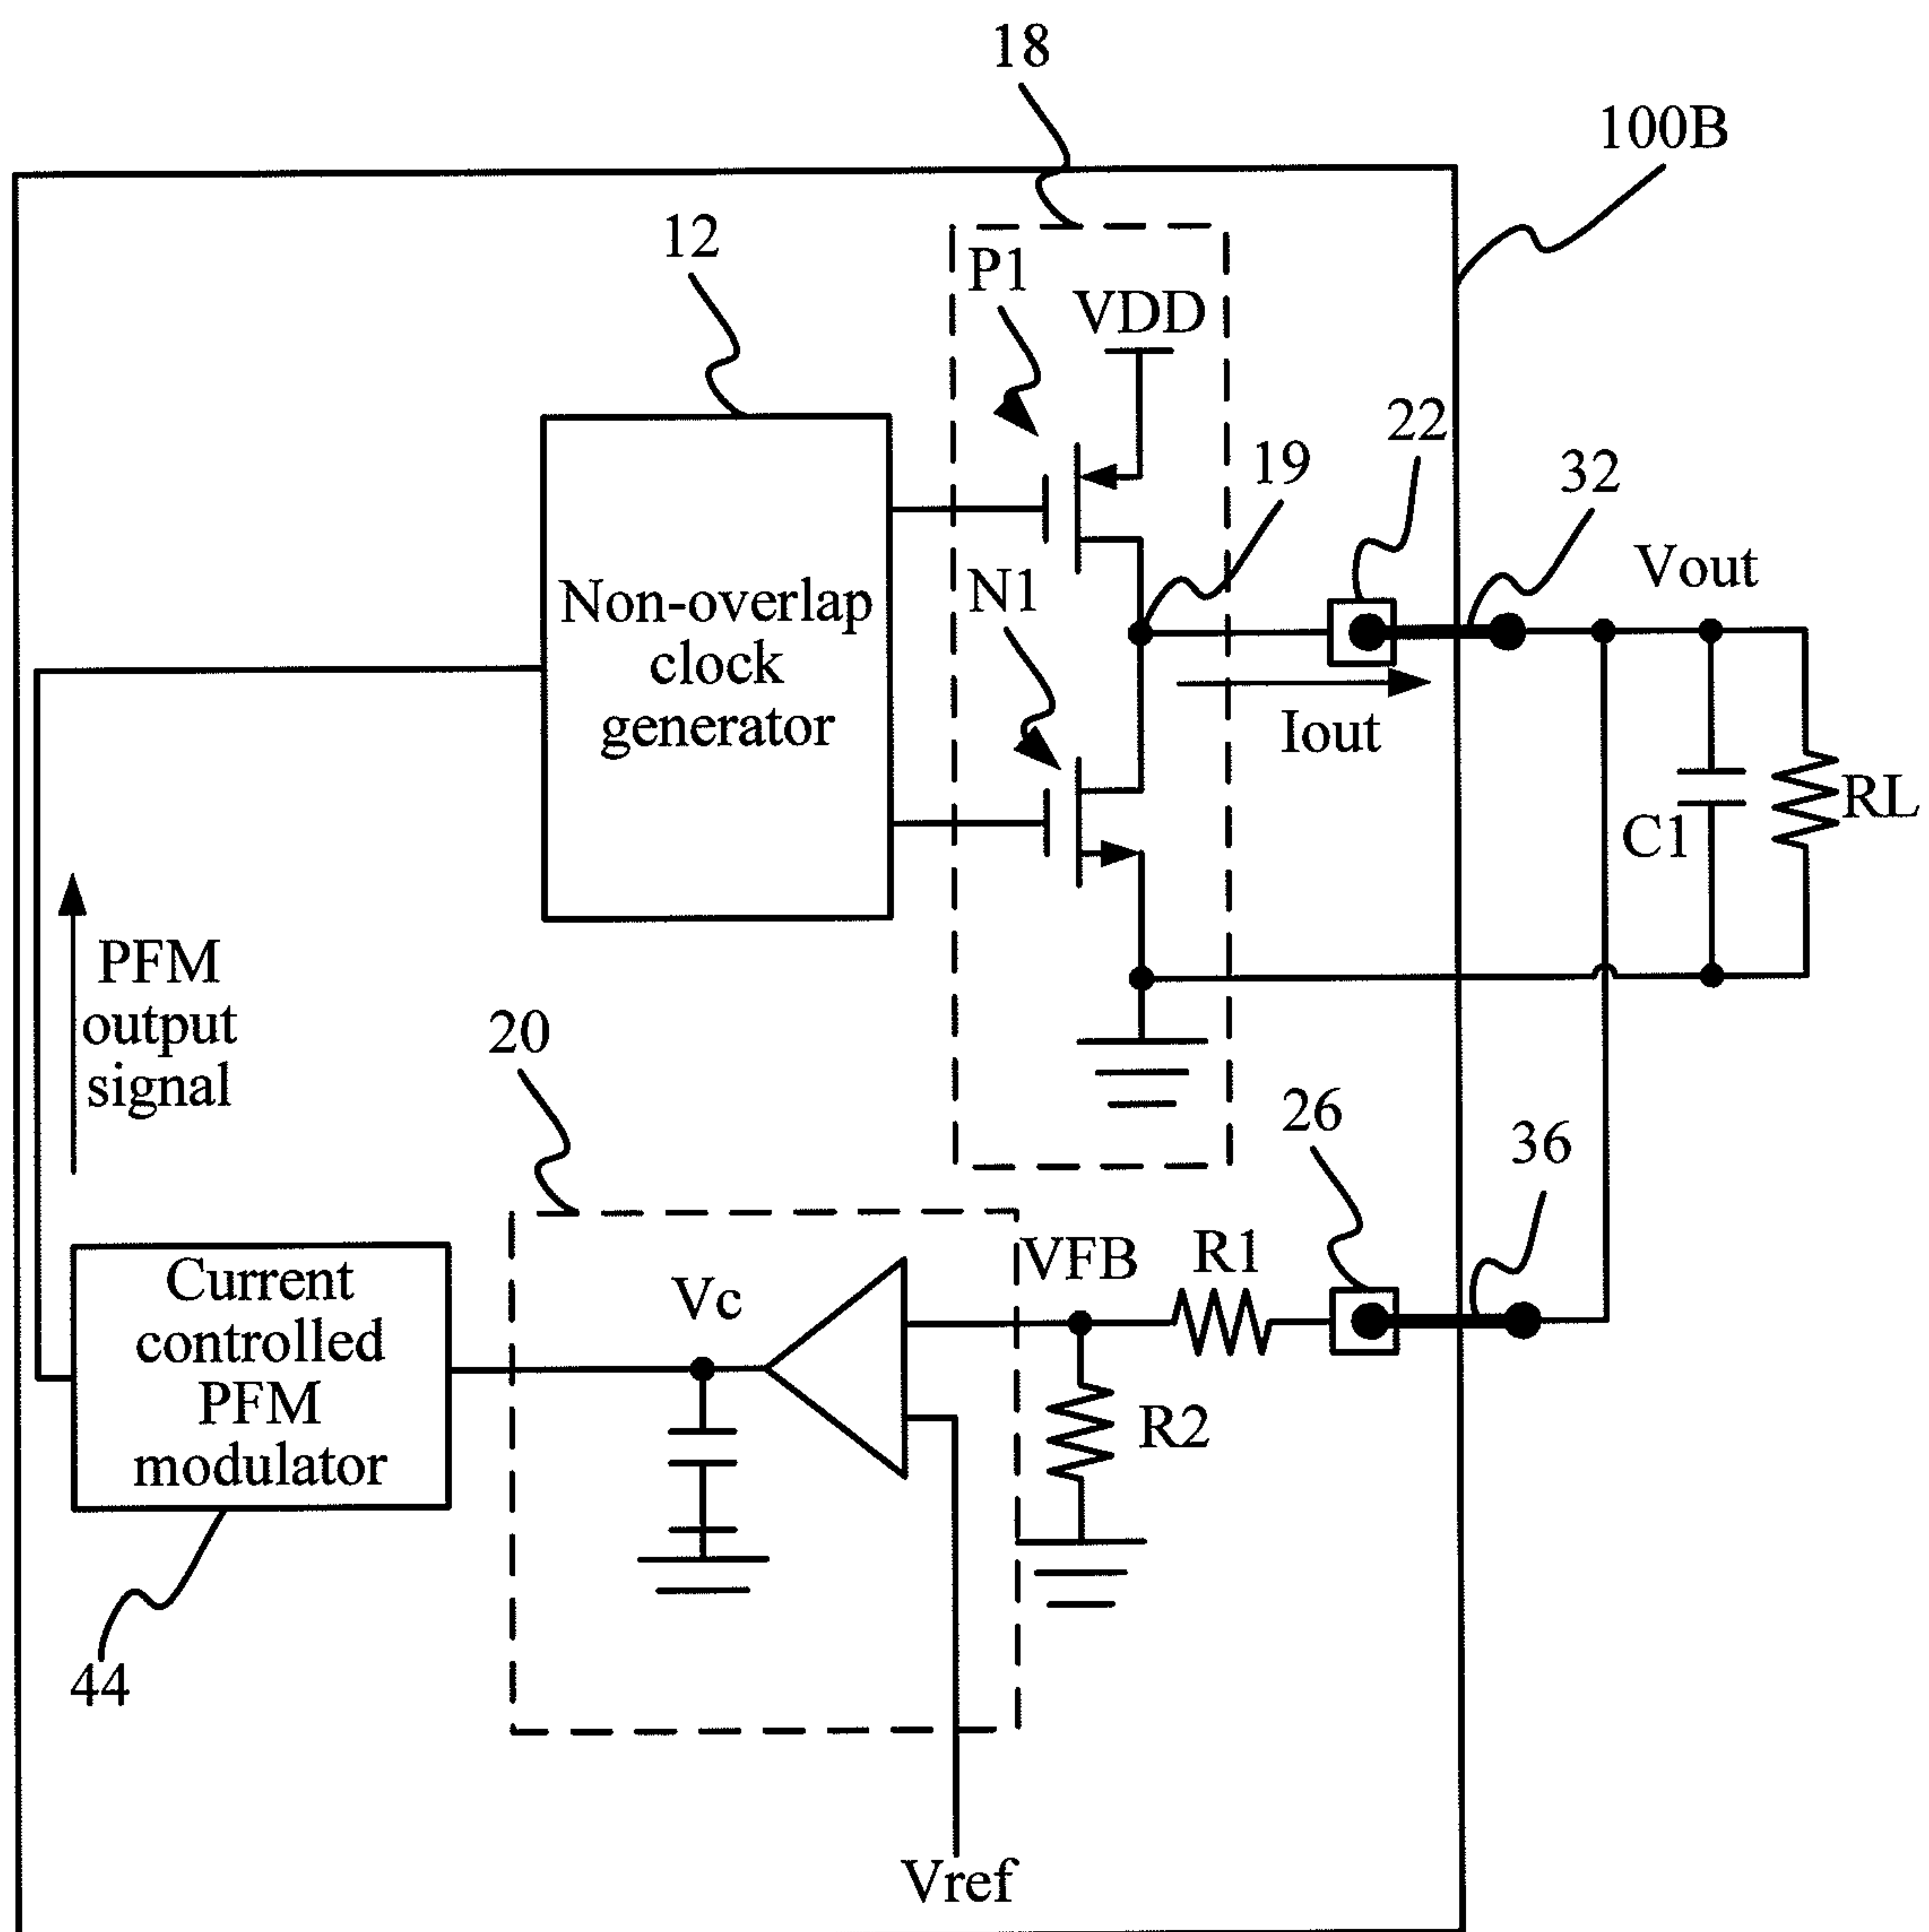 18
100B
12
P1
VDD
22
19
32
Vout
N1
Non-overlap
clock
generator
Iout
RL
C1
PFM
output
signal
20
26
36
VFB
R1
Vc
Current
controlled
PFM
modulator
R2
44
Vref